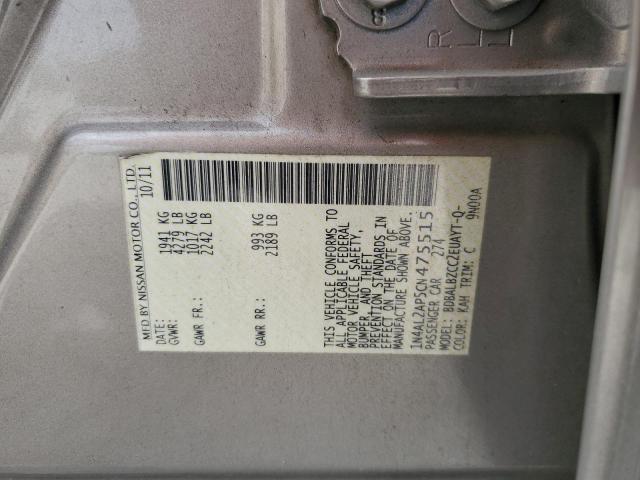 MFD BY NISSAN MOTOR CO., LTD.
10/11
GVWR: 1941 KG
4279 LB
GAWR FR: 1017 KG
2242 LB
GAWR RR: 993 KG
2189 LB
THIS VEHICLE CONFORMS TO
ALL APPLICABLE FEDERAL
MOTOR VEHICLE SAFETY,
BUMPER, AND THEFT
PREVENTION STANDARDS IN
EFFECT ON THE DATE OF
MANUFACTURE SHOWN ABOVE.
1N4AL2AP5CN475515
PASSENGER CAR 274
MODEL: BDBALBZCC2EUAYT-Q-
COLOR: KAH TRIM: C 9N00A
R
8